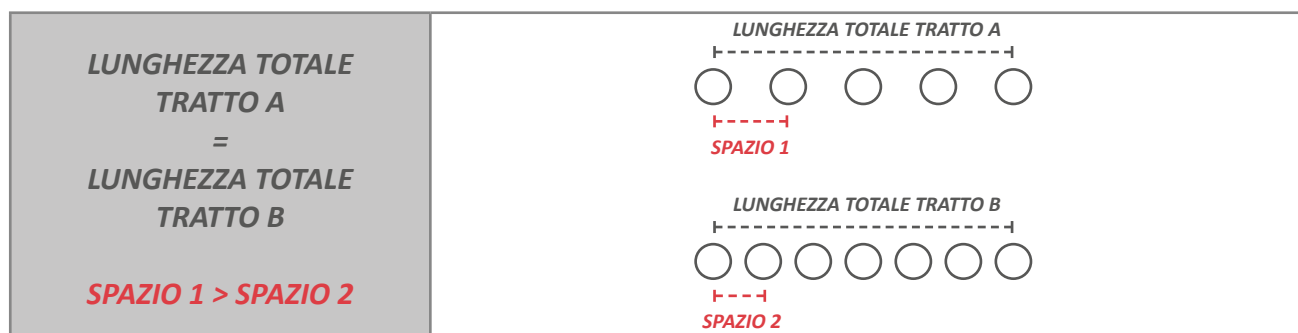 LUNGHEZZA TOTALE
TRATTO A
=
LUNGHEZZA TOTALE
TRATTO B
SPAZIO 1 > SPAZIO 2
LUNGHEZZA TOTALE TRATTO A
SPAZIO 1
LUNGHEZZA TOTALE TRATTO B
SPAZIO 2